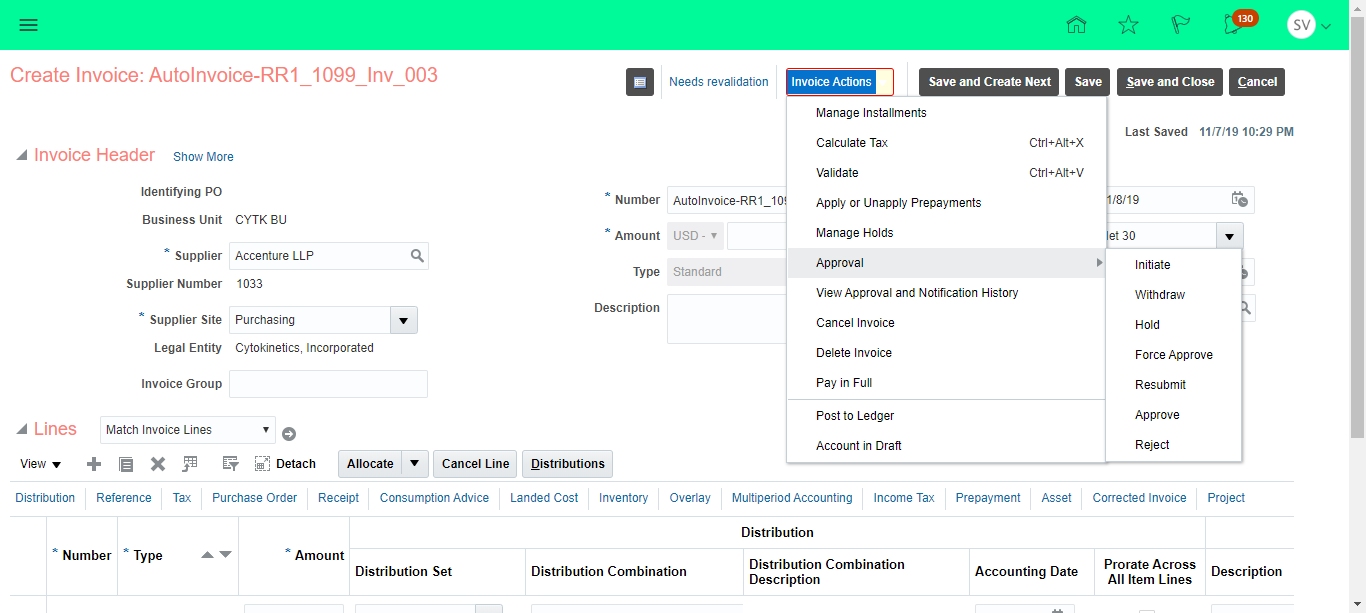 130
SV
Create Invoice: AutoInvoice-RR1_1099_Inv_003
Needs revalidation
Invoice Actions
Save and Create Next
Save
Save and Close
Cancel
Last Saved 11/7/19 10:29 PM
Invoice Header Show More
Identifying PO
Business Unit CYTK BU
* Supplier Accenture LLP
Supplier Number 1033
* Supplier Site Purchasing
Legal Entity Cytokinetics, Incorporated
Invoice Group
* Number AutoInvoice-RR1_109
* Amount USD -
Type Standard
Description
1/8/19
et 30
Manage Installments
Calculate Tax Ctrl+Alt+X
Validate Ctrl+Alt+V
Apply or Unapply Prepayments
Manage Holds
Approval
View Approval and Notification History
Cancel Invoice
Delete Invoice
Pay in Full
Post to Ledger
Account in Draft
Initiate
Withdraw
Hold
Force Approve
Resubmit
Approve
Reject
Lines Match Invoice Lines
View Detach Allocate Cancel Line Distributions
Distribution Reference Tax Purchase Order Receipt Consumption Advice Landed Cost Inventory Overlay Multiperiod Accounting Income Tax Prepayment Asset Corrected Invoice Project
Distribution
* Number * Type * Amount
Distribution Set
Distribution Combination
Distribution Combination
Description
Accounting Date
Prorate Across
All Item Lines
Description